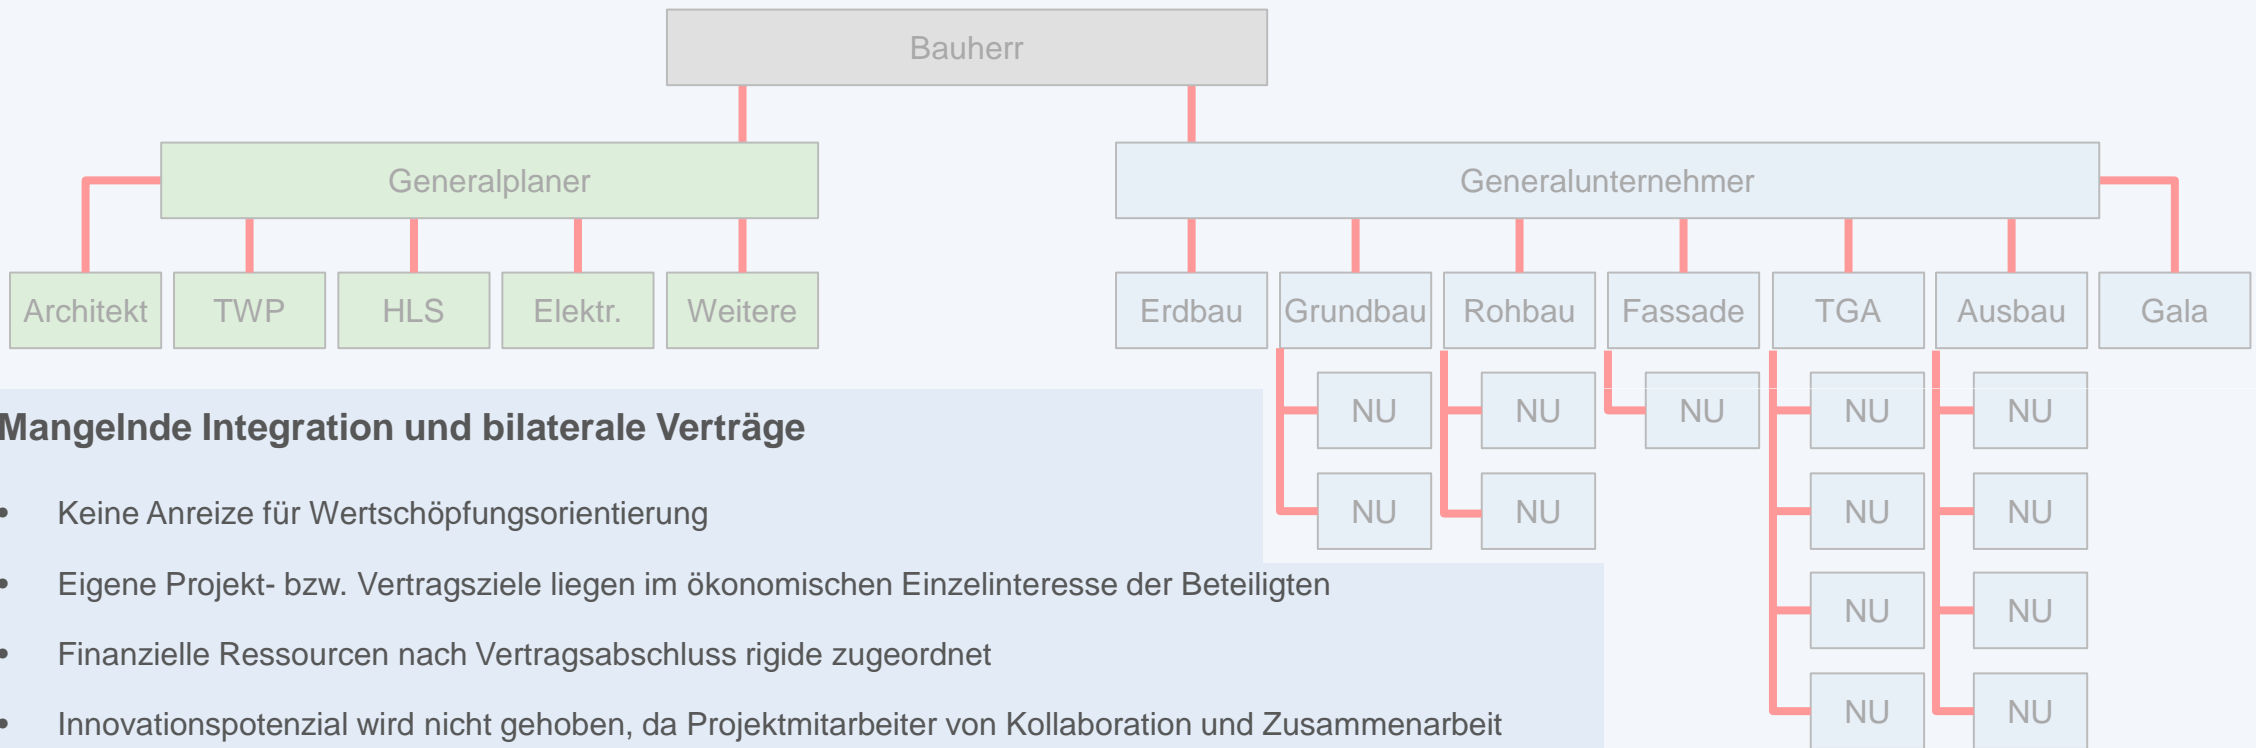 Bauherr
Generalplaner Generalunternehmer
Architekt TWP HLS Elektr. Weitere Erdbau Grundbau Rohbau Fassade TGA Ausbau Gala
NU NU NU NU NU
Mangelnde Integration und bilaterale Verträge
NU NU NU NU
• Keine Anreize für Wertschöpfungsorientierung
• Eigene Projekt- bzw. Vertragsziele liegen im ökonomischen Einzelinteresse der Beteiligten
NU NU
• Finanzielle Ressourcen nach Vertragsabschluss rigide zugeordnet
• Innovationspotenzial wird nicht gehoben, da Projektmitarbeiter von Kollaboration und Zusammenarbeit
NU NU